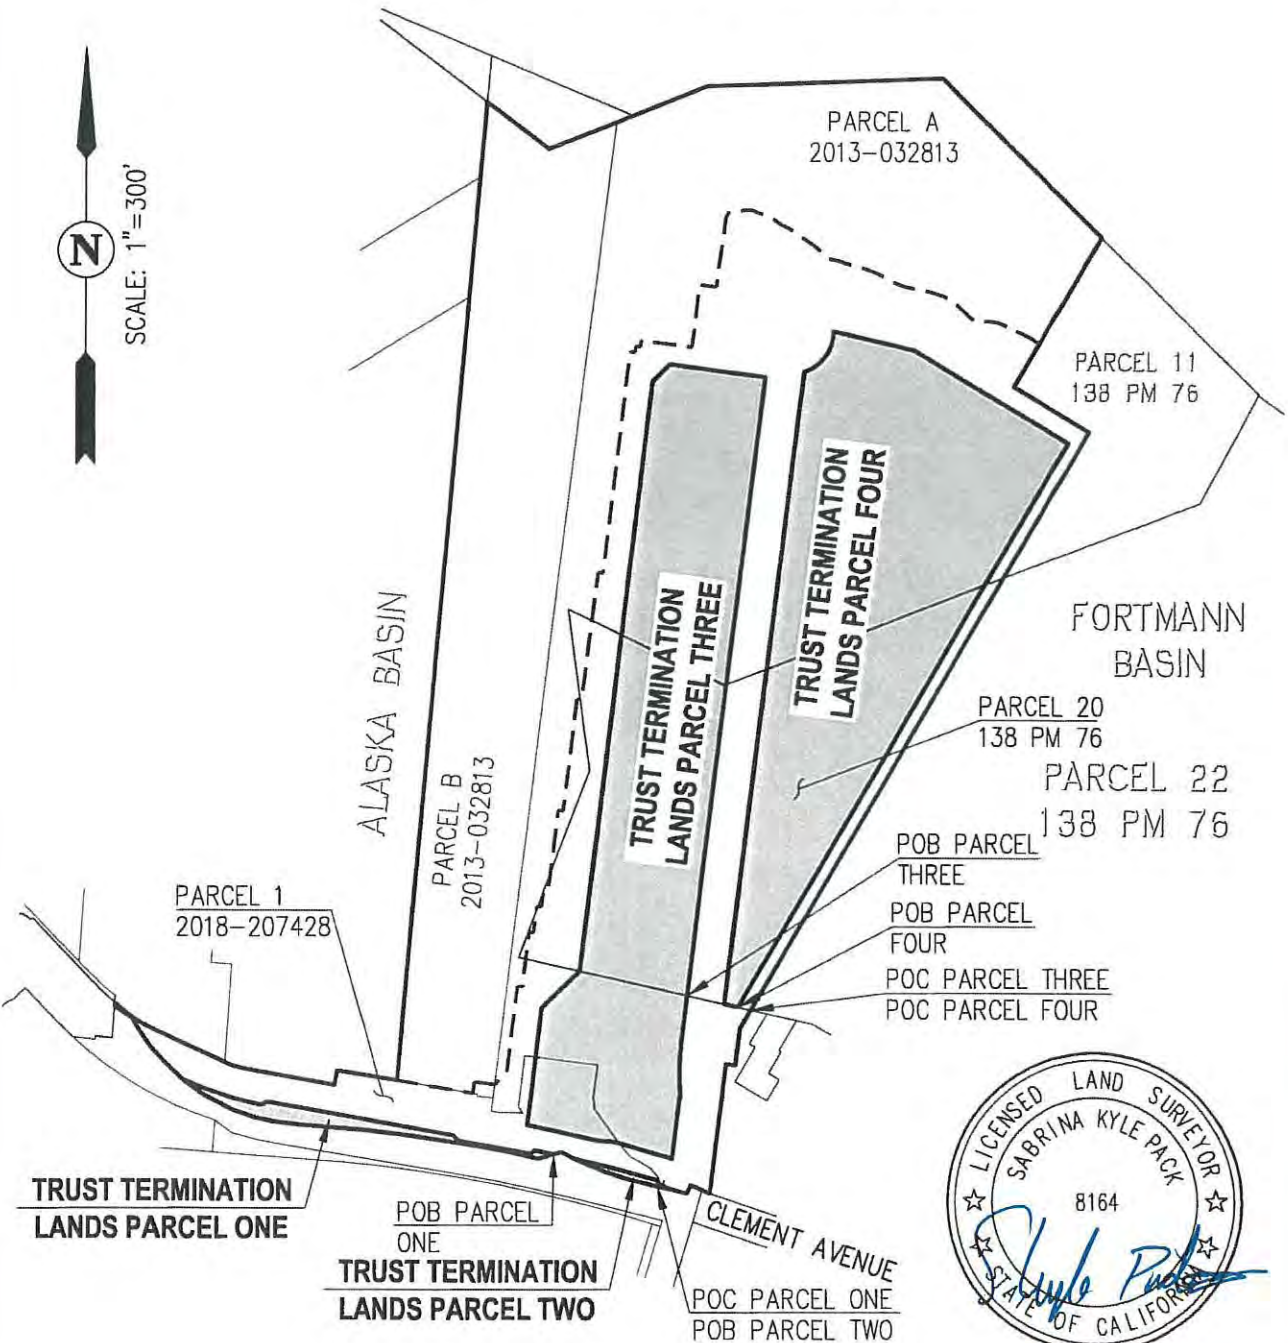 PARCEL A
2013-032813
N
SCALE: 1"=300'
PARCEL 11
138 PM 76
TRUST TERMINATION
LANDS PARCEL FOUR
TRUST TERMINATION
LANDS PARCEL THREE
ALASKA BASIN
FORTMANN
BASIN
PARCEL 20
138 PM 76
PARCEL 22
138 PM 76
PARCEL B
2013-032813
POB PARCEL
THREE
PARCEL 1
2018-207428
POB PARCEL
FOUR
POC PARCEL THREE
POC PARCEL FOUR
TRUST TERMINATION
LANDS PARCEL ONE
POB PARCEL
ONE
TRUST TERMINATION
LANDS PARCEL TWO
CLEMENT AVENUE
POC PARCEL ONE
POB PARCEL TWO
LICENSED LAND SURVEYOR
SABRINA KYLE PACK
8164
STATE OF CALIFORNIA